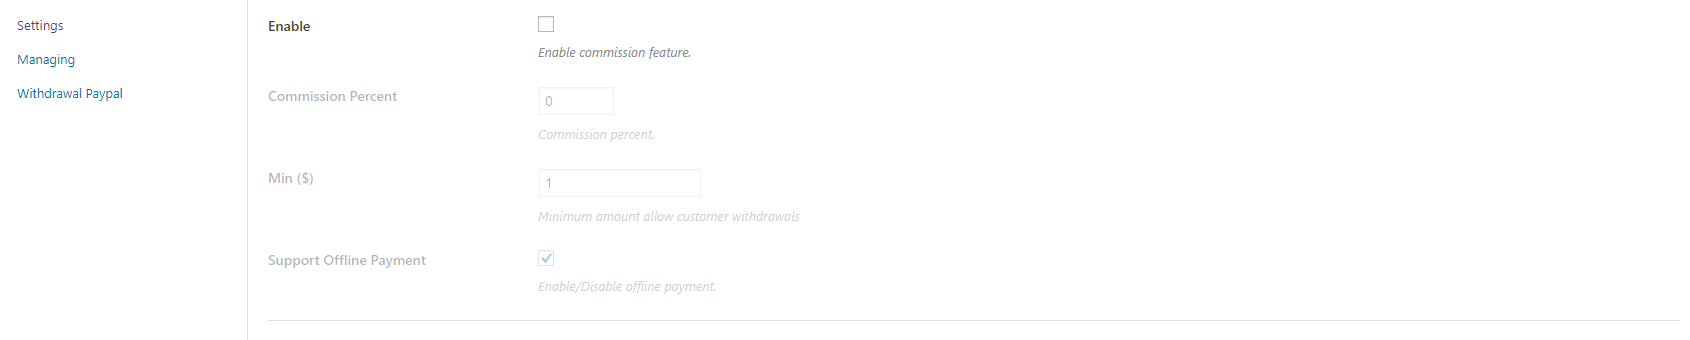 Settings
Managing
Withdrawal Paypal
Enable
Enable commission feature.
Commission Percent
0
Commission percent.
Min ($)
1
Minimum amount allow customer withdrawals
Support Offline Payment
Enable/Disable offline payment.